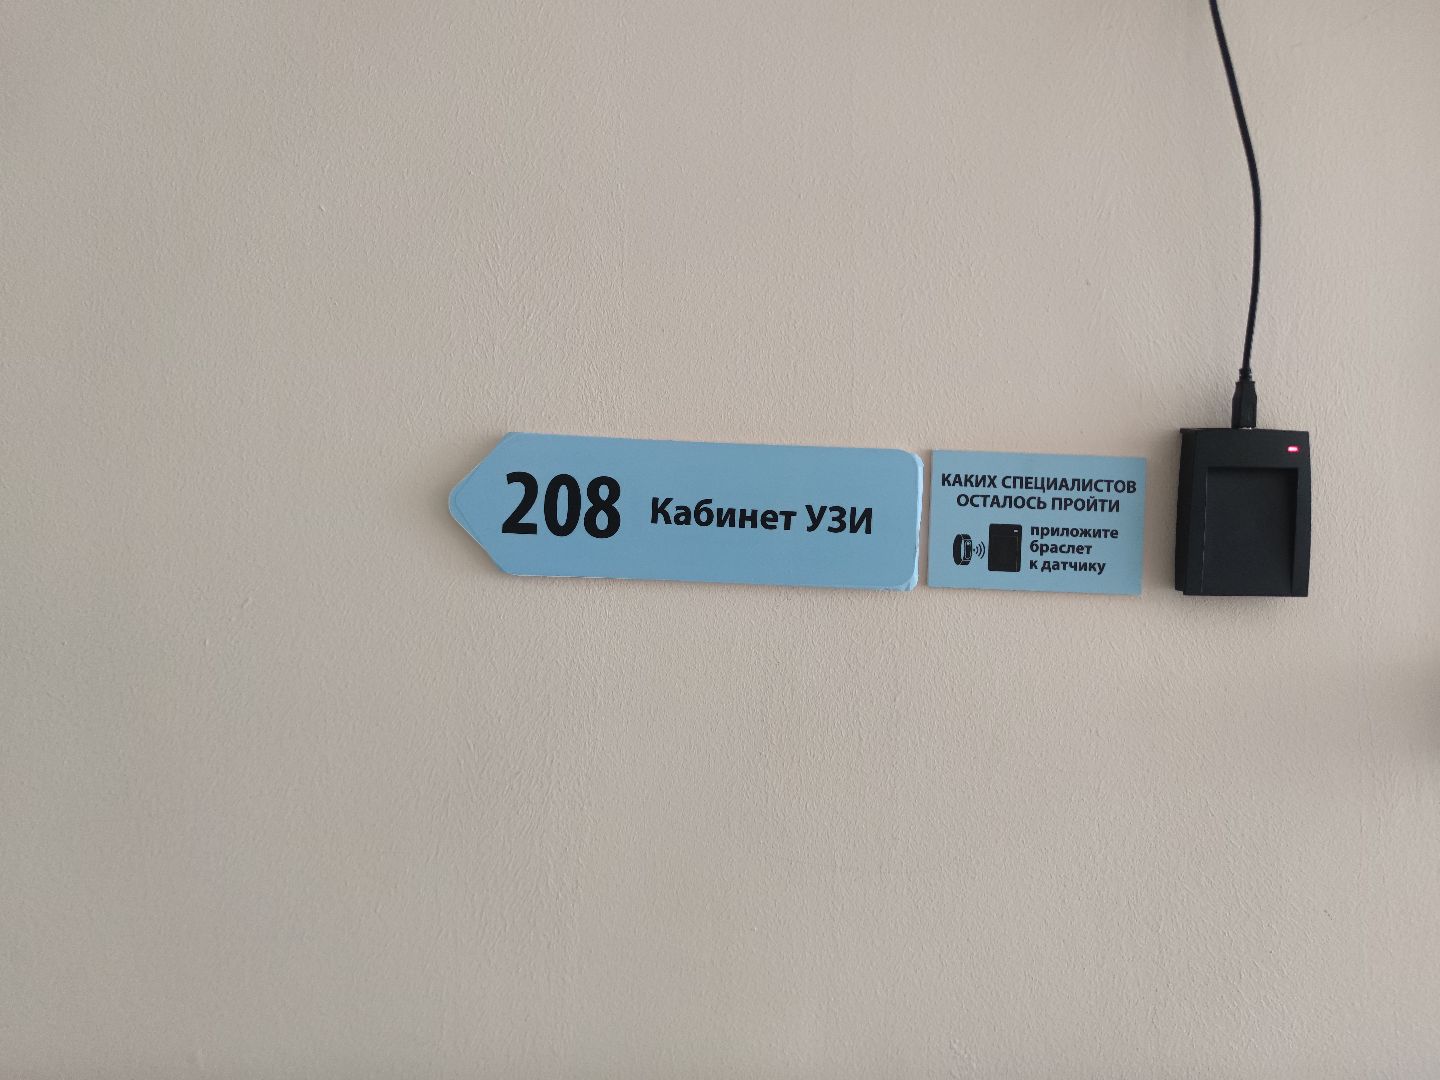 208 Кабинет УЗИ
КАКИХ СПЕЦИАЛИСТОВ
ОСТАЛОСЬ ПРОЙТИ
приложите
браслет
к датчику